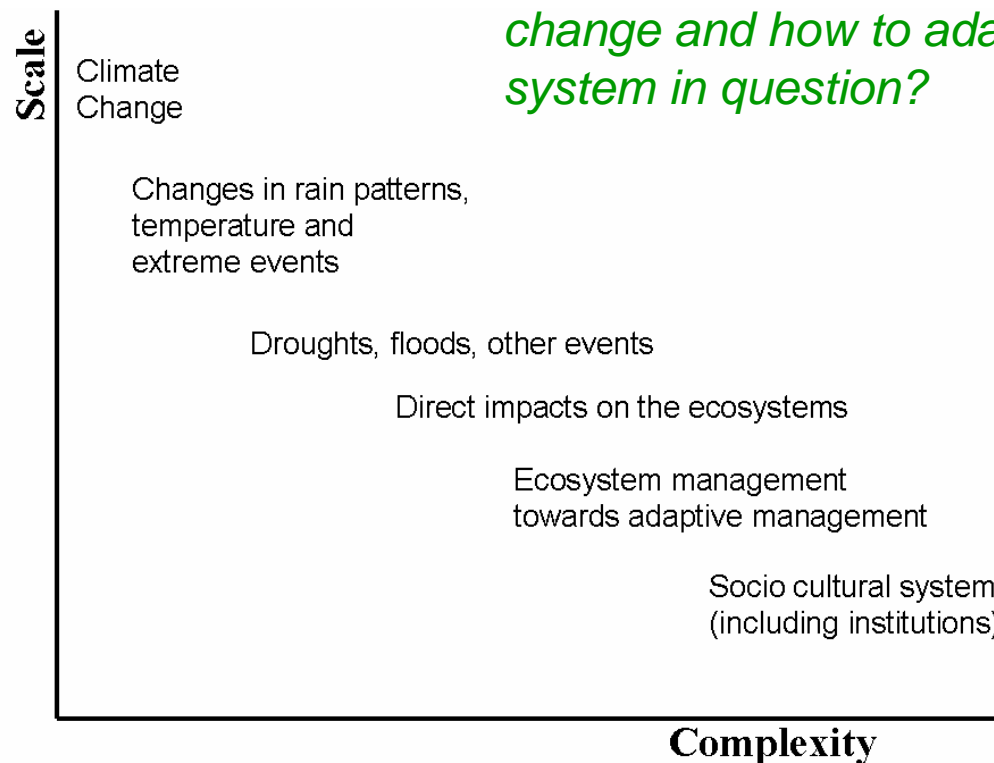 change and how to ada
system in question?
Scale
Climate
Change
Changes in rain patterns,
temperature and
extreme events
Droughts, floods, other events
Direct impacts on the ecosystems
Ecosystem management
towards adaptive management
Socio cultural system
(including institutions)
Complexity